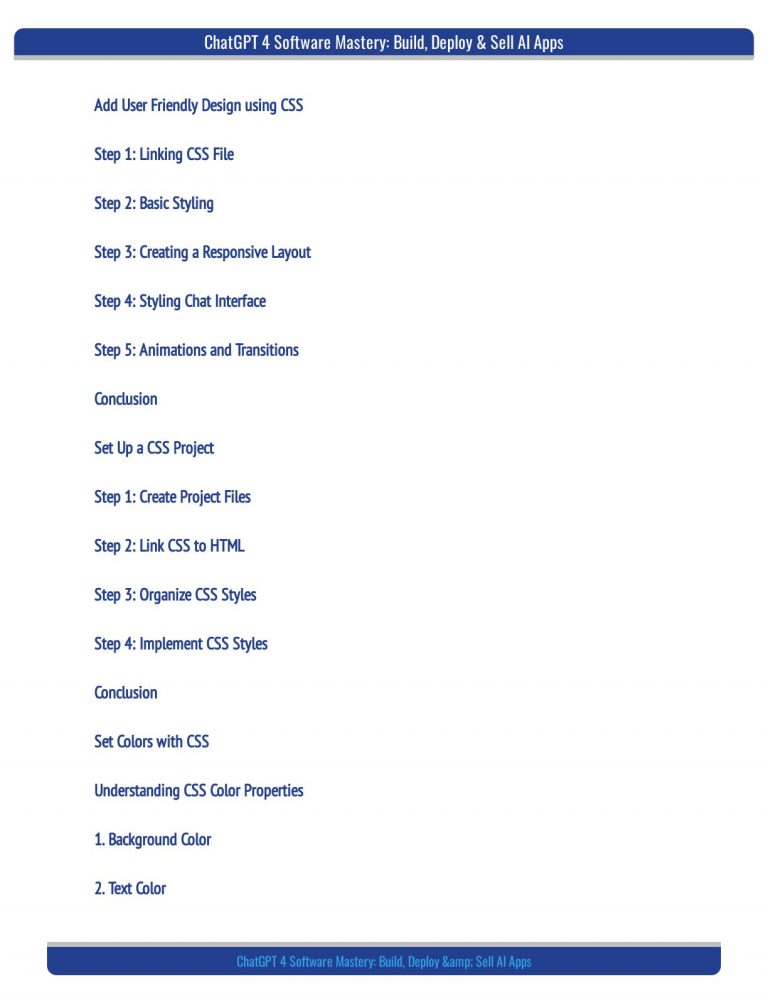 ChatGPT 4 Software Mastery: Build, Deploy & Sell AI Apps
Add User Friendly Design using CSS
Step 1: Linking CSS File
Step 2: Basic Styling
Step 3: Creating a Responsive Layout
Step 4: Styling Chat Interface
Step 5: Animations and Transitions
Conclusion
Set Up a CSS Project
Step 1: Create Project Files
Step 2: Link CSS to HTML
Step 3: Organize CSS Styles
Step 4: Implement CSS Styles
Conclusion
Set Colors with CSS
Understanding CSS Color Properties
1. Background Color
2. Text Color
ChatGPT 4 Software Mastery: Build, Deploy &amp; Sell AI Apps